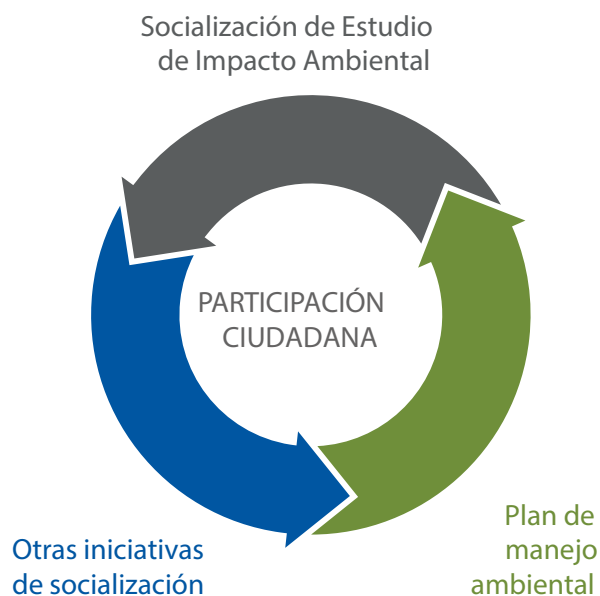 Socialización de Estudio
de Impacto Ambiental
PARTICIPACIÓN
CIUDADANA
Otras iniciativas
de socialización
Plan de
manejo
ambiental